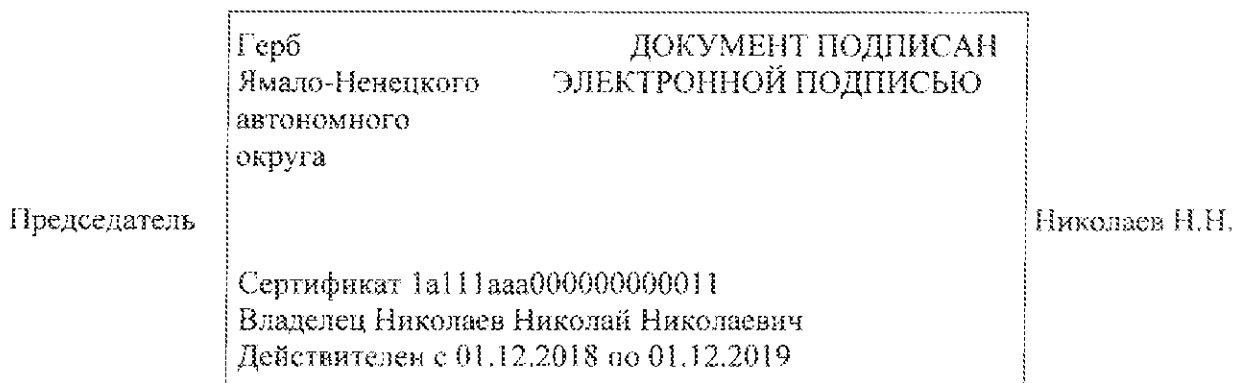 Герб ДОКУМЕНТ ПОДПИСАН
Ямало-Ненецкого ЭЛЕКТРОННОЙ ПОДПИСЬЮ
автономного
округа
Председатель Николаев Н.Н.
Сертификат 1а111ааа000000000011
Владелец Николаев Николай Николаевич
Действителен с 01.12.2018 по 01.12.2019